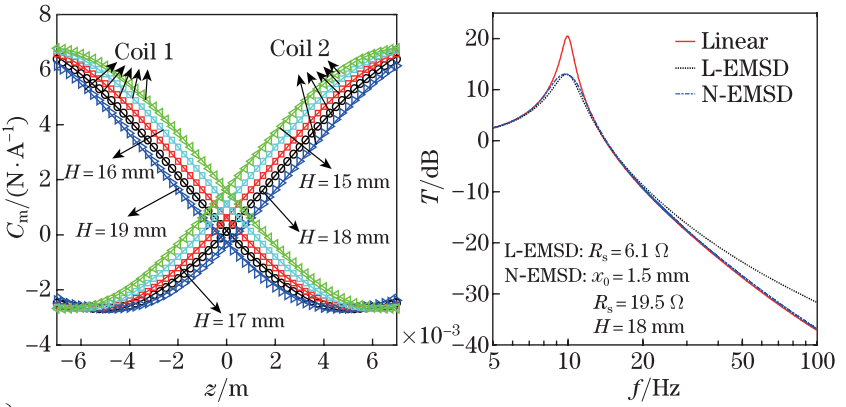 8
6
4
2
0
−2
−4
C_m/(N·A⁻¹)
Coil 1
Coil 2
H=16 mm
H=15 mm
H=19 mm
H=18 mm
H=17 mm
−6 −4 −2 0 2 4 6
×10⁻³
z/m
20
10
0
−10
−20
−30
−40
T/dB
Linear
L-EMSD
N-EMSD
L-EMSD: R_s=6.1 Ω
N-EMSD: x_0=1.5 mm
R_s=19.5 Ω
H=18 mm
5 10 20 50 100
f/Hz